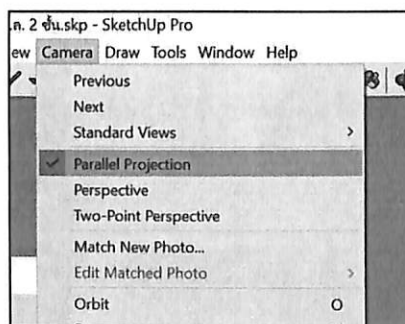 .ค. 2 ชั้น.skp - SketchUp Pro
ew Camera Draw Tools Window Help
Previous
Next
Standard Views >
✓ Parallel Projection
Perspective
Two-Point Perspective
Match New Photo...
Edit Matched Photo >
Orbit O